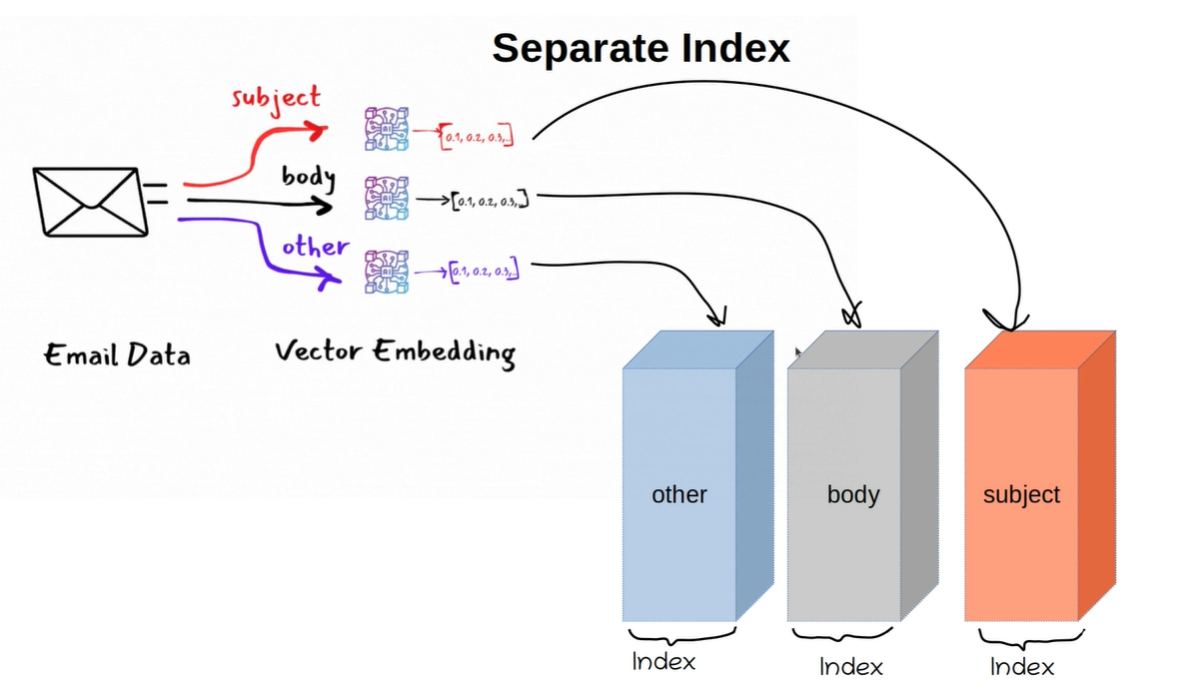 Separate Index
subject
[0.1, 0.2, 0.3,..]
body
[0.1, 0.2, 0.3,..]
other
[0.1, 0.2, 0.3,..]
Email Data
Vector Embedding
other
body
subject
Index
Index
Index